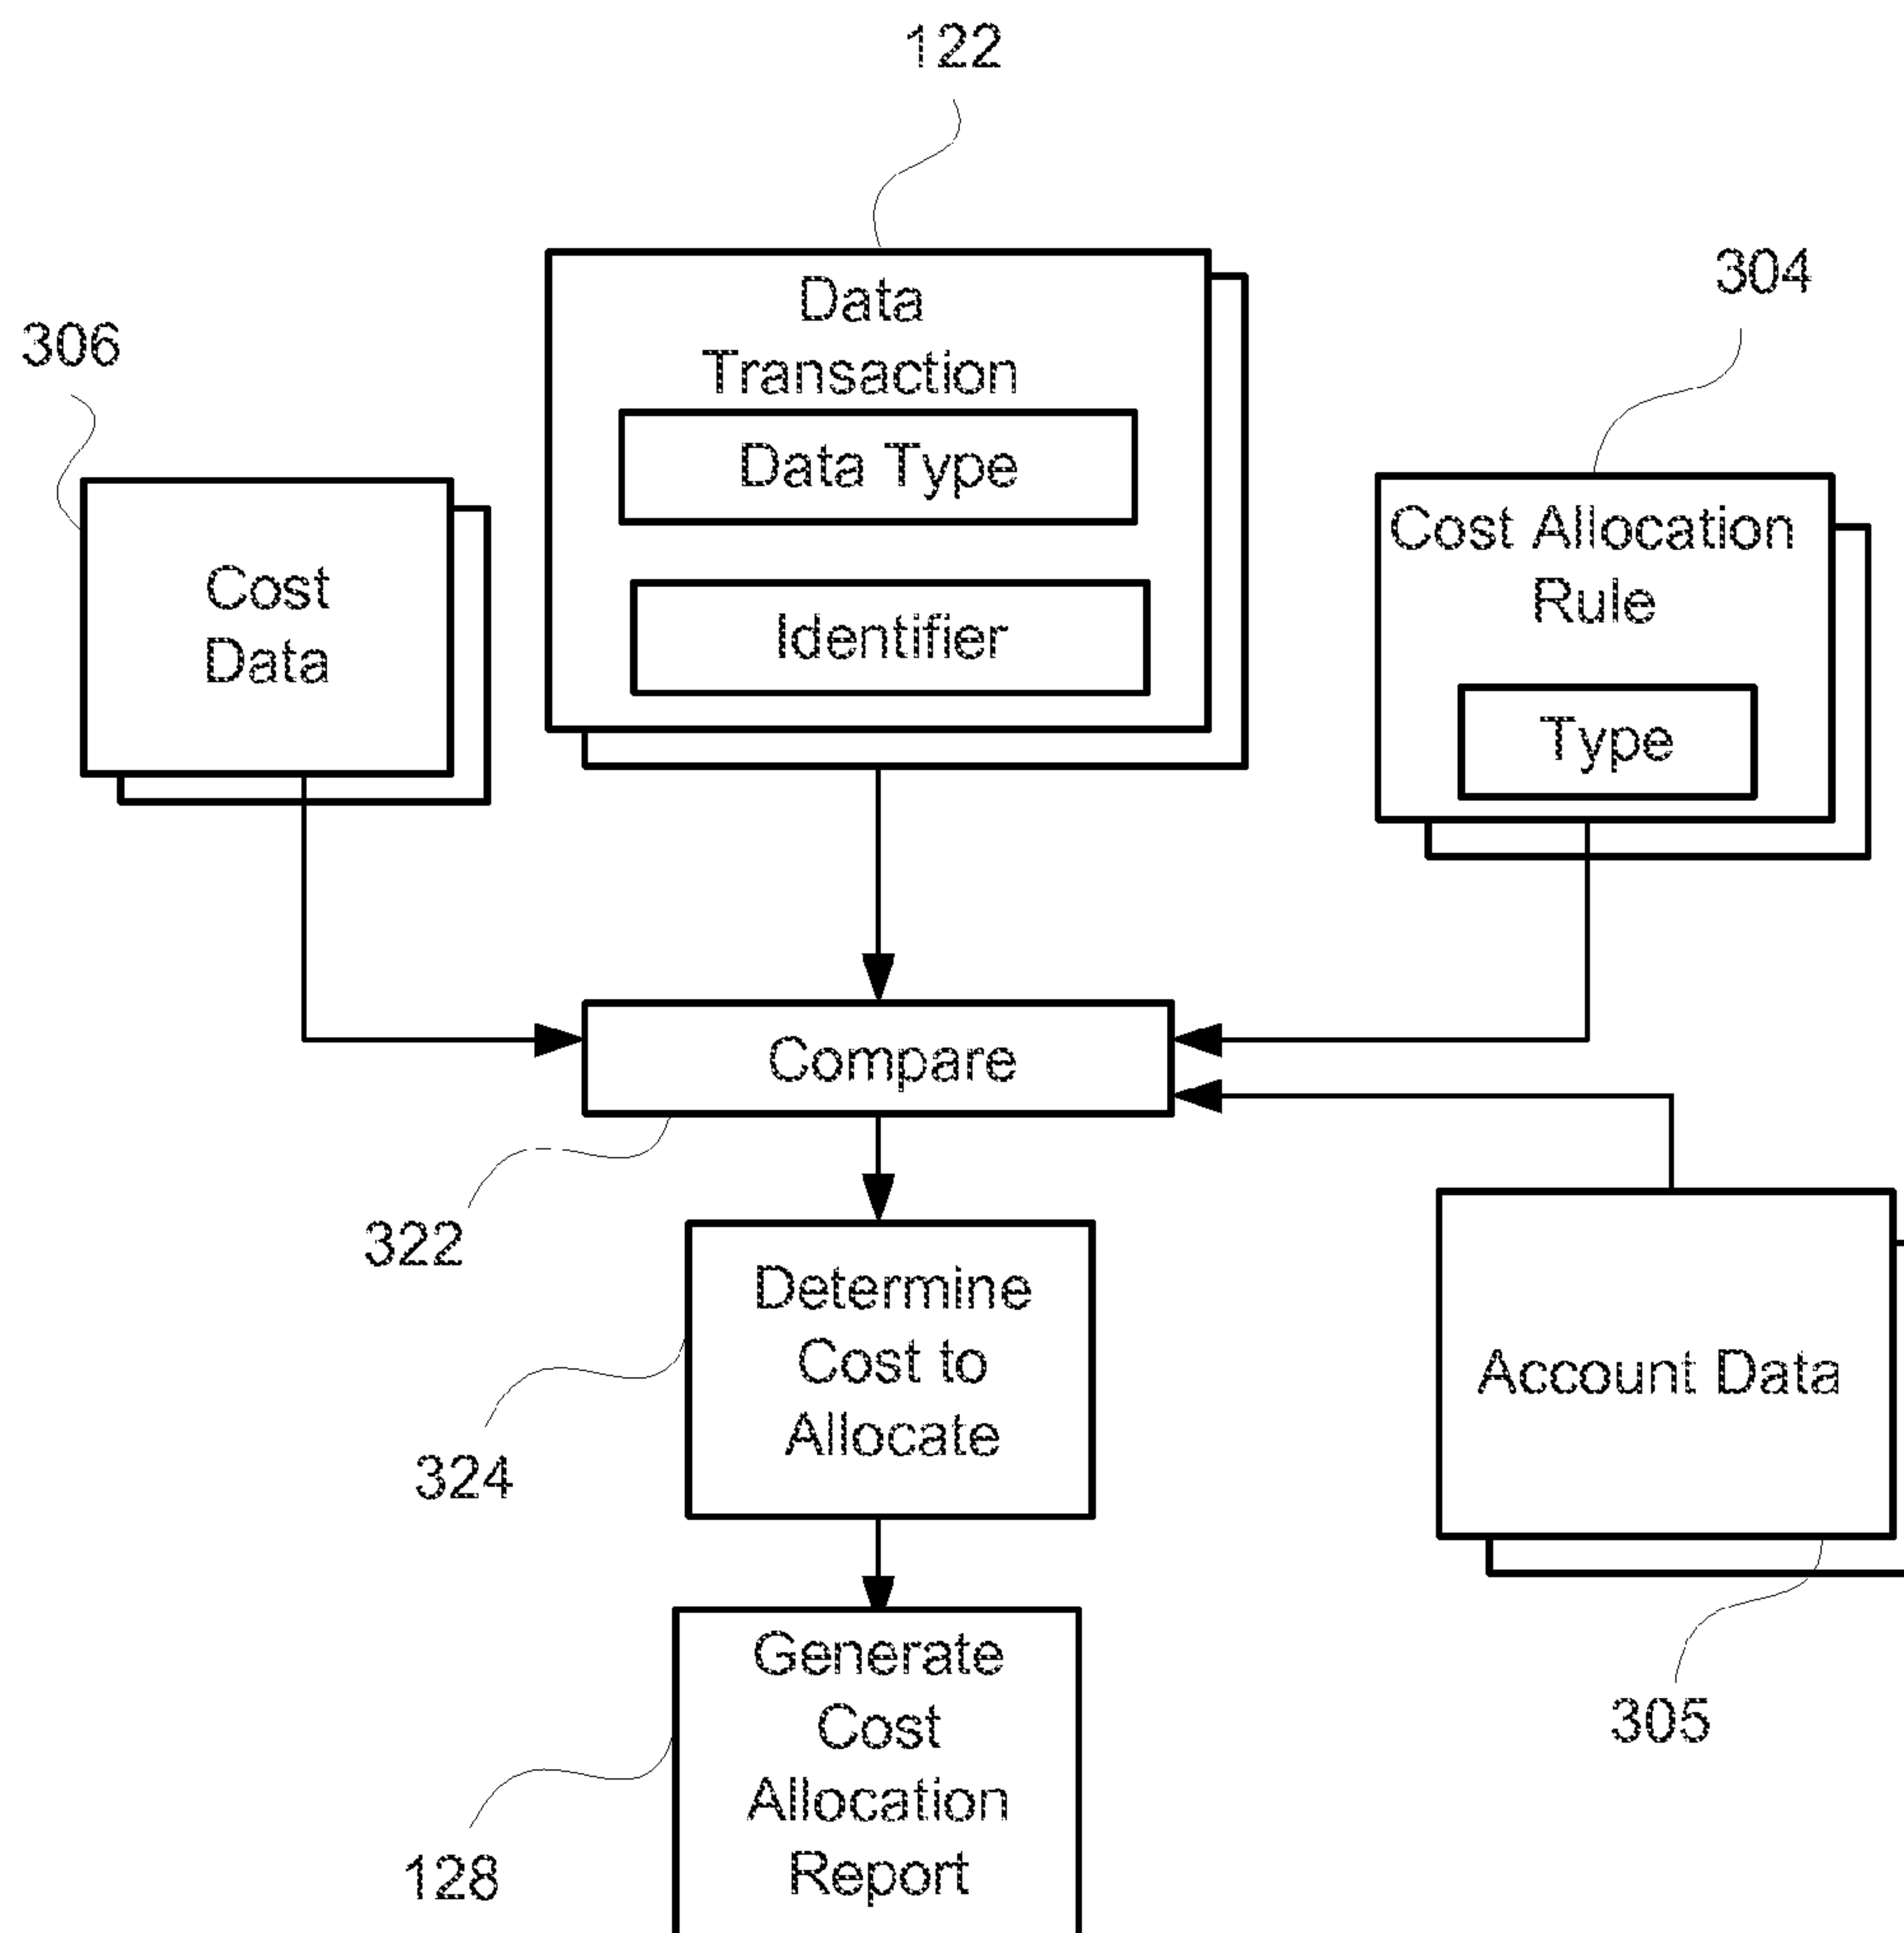 122
304
306
Data
Transaction
Data Type
Identifier
Cost
Data
Cost Allocation
Rule
Type
Compare
322
Determine
Cost to
Allocate
324
Account Data
305
Generate
Cost
Allocation
Report
128